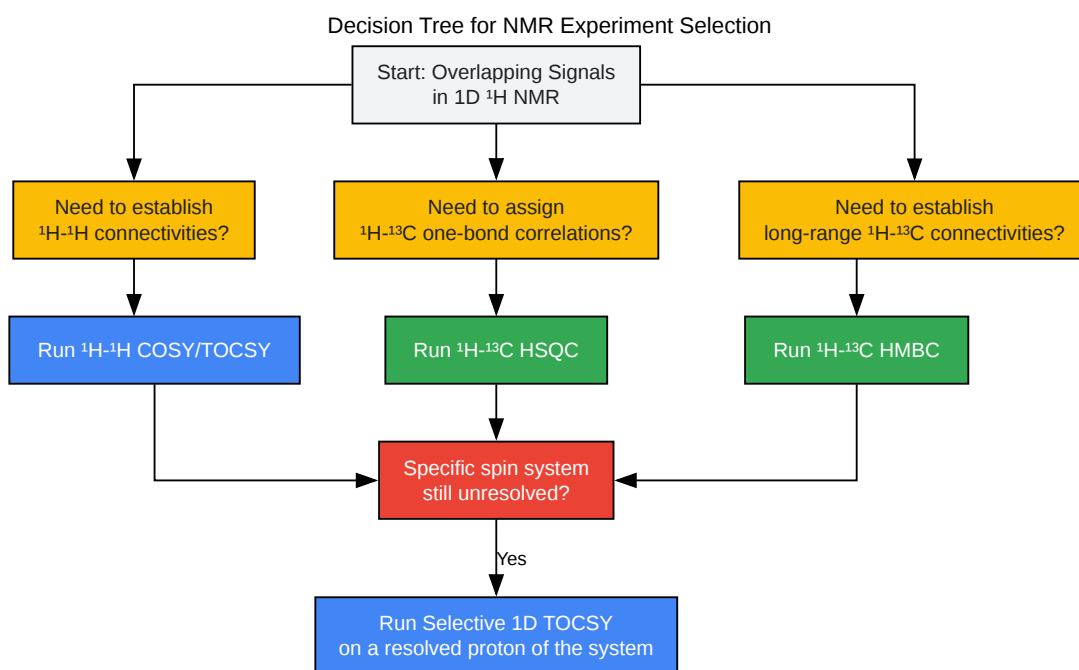 Decision Tree for NMR Experiment Selection
Start: Overlapping Signals
in 1D ¹H NMR
Need to establish
¹H-¹H connectivities?
Need to assign
¹H-¹³C one-bond correlations?
Need to establish
long-range ¹H-¹³C connectivities?
Run ¹H-¹H COSY/TOCSY
Run ¹H-¹³C HSQC
Run ¹H-¹³C HMBC
Specific spin system
still unresolved?
Yes
Run Selective 1D TOCSY
on a resolved proton of the system